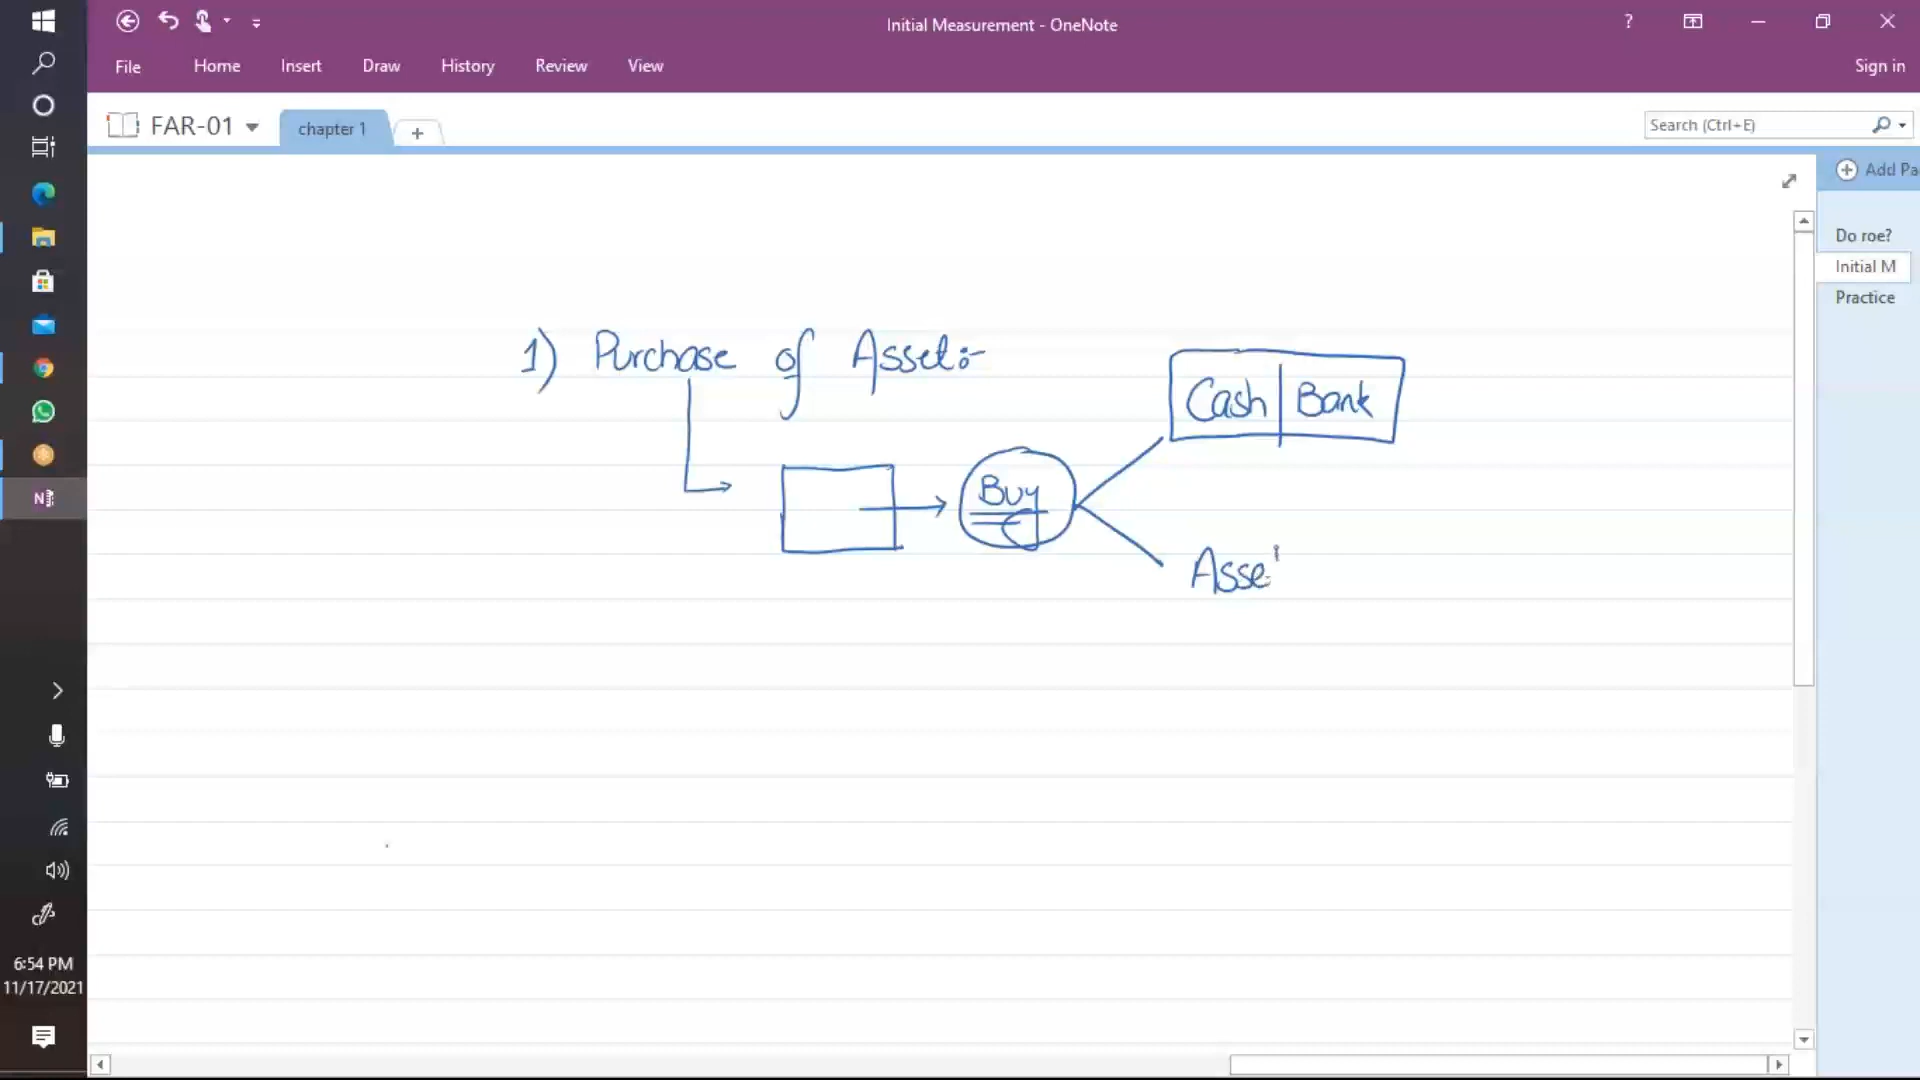 Initial Measurement - OneNote
?
File Home Insert Draw History Review View
Sign in
FAR-01
chapter 1
+
Search (Ctrl+E)
Add Pa
Do roe?
Initial M
Practice
1) Purchase of Asset:-
Cash | Bank
Buy
Asset
6:54 PM
11/17/2021